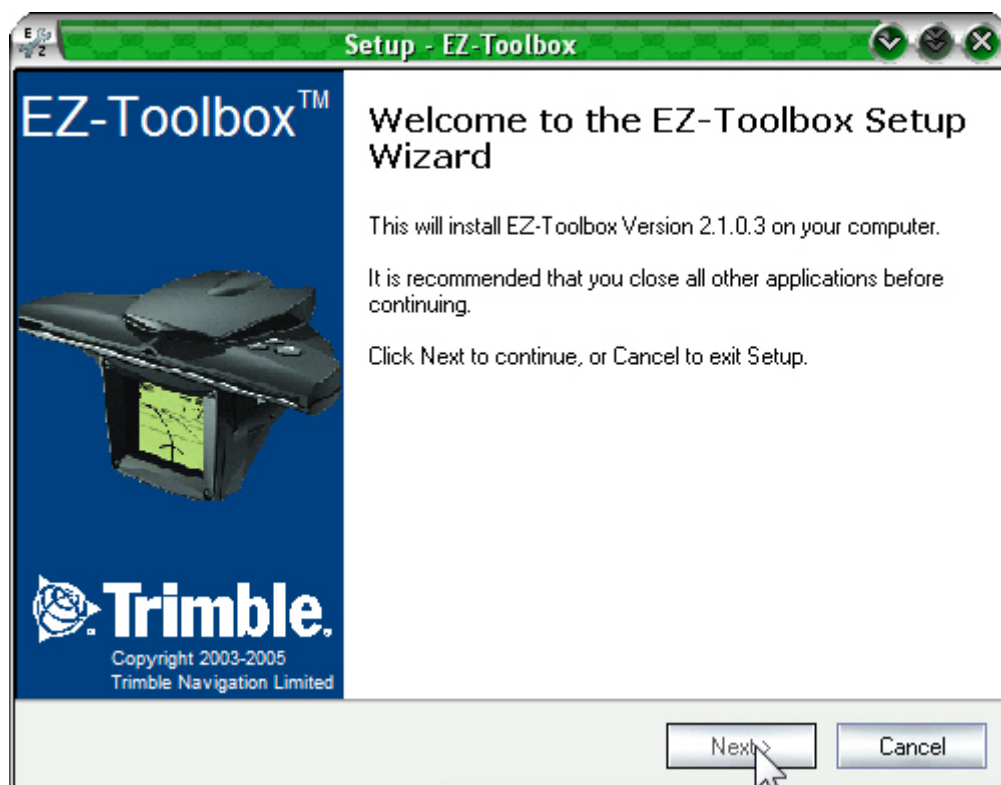 Setup - EZ-Toolbox
EZ-Toolbox™
Welcome to the EZ-Toolbox Setup
Wizard
This will install EZ-Toolbox Version 2.1.0.3 on your computer.
It is recommended that you close all other applications before
continuing.
Click Next to continue, or Cancel to exit Setup.
Trimble.
Copyright 2003-2005
Trimble Navigation Limited
Next >
Cancel